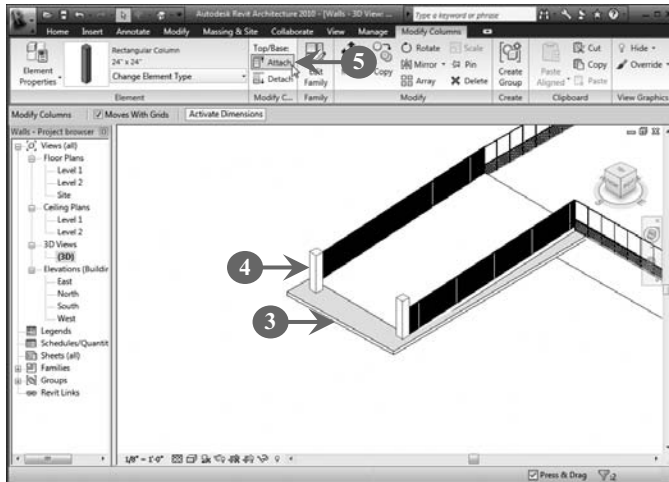 Autodesk Revit Architecture 2010 - [Walls - 3D View: ...
Type a keyword or phrase
Home Insert Annotate Modify Massing & Site Collaborate View Manage Modify Columns
Element Properties
Rectangular Column
24" x 24"
Change Element Type
Element
Top/Base:
Attach
Detach
Modify C...
5
Edit Family
Family
Copy
Rotate Scale
Mirror Pin
Array Delete
Modify
Create Group
Create
Paste Aligned
Cut
Copy
Paste
Clipboard
Hide
Override
View Graphics
Modify Columns Moves With Grids Activate Dimensions
Walls - Project browser
Views (all)
Floor Plans
Level 1
Level 2
Site
Ceiling Plans
Level 1
Level 2
3D Views
{3D}
Elevations (Buildir
East
North
South
West
Legends
Schedules/Quantit
Sheets (all)
Families
Groups
Revit Links
4
3
1/8" = 1'-0"
Press & Drag :2